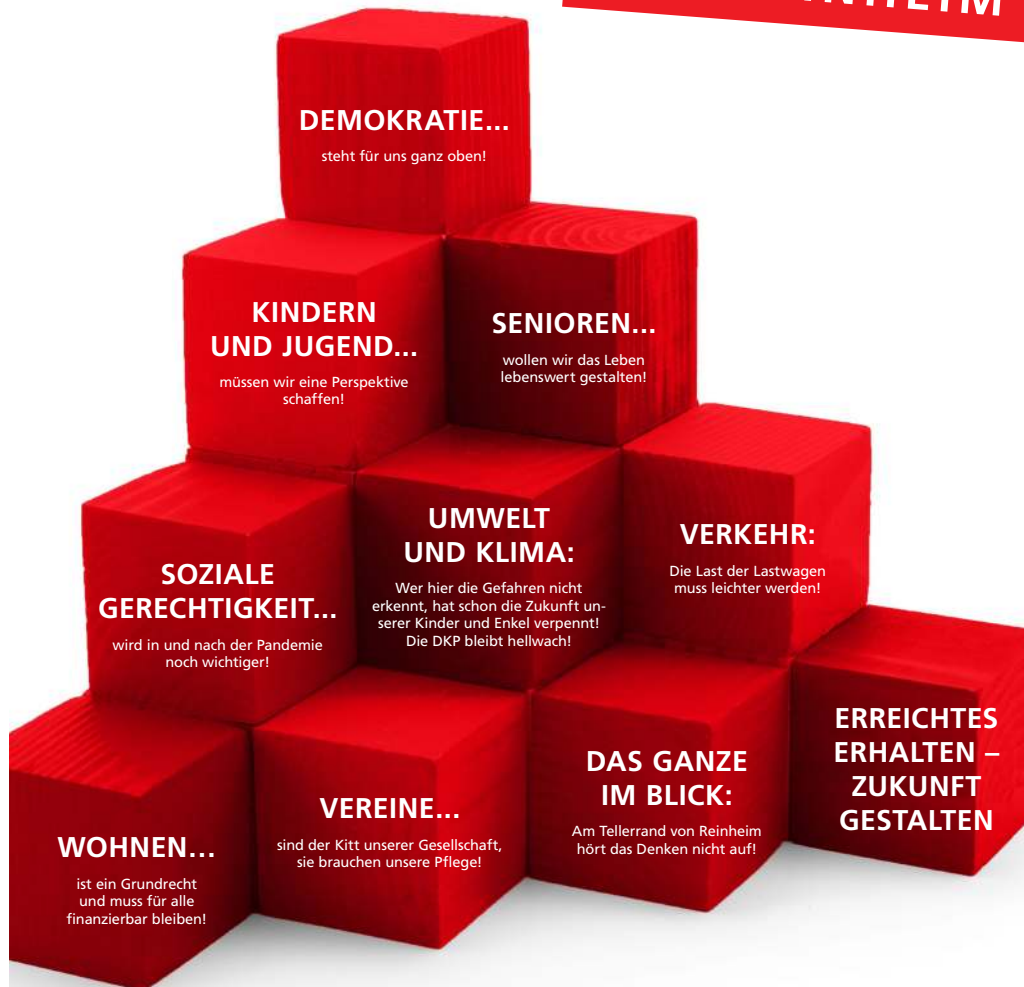 DEMOKRATIE...
steht für uns ganz oben!
KINDERN
UND JUGEND...
müssen wir eine Perspektive
schaffen!
SENIOREN...
wollen wir das Leben
lebenswert gestalten!
SOZIALE
GERECHTIGKEIT...
wird in und nach der Pandemie
noch wichtiger!
UMWELT
UND KLIMA:
Wer hier die Gefahren nicht
erkennt, hat schon die Zukunft un-
serer Kinder und Enkel verpennt!
Die DKP bleibt hellwach!
VERKEHR:
Die Last der Lastwagen
muss leichter werden!
WOHNEN...
ist ein Grundrecht
und muss für alle
finanzierbar bleiben!
VEREINE...
sind der Kitt unserer Gesellschaft,
sie brauchen unsere Pflege!
DAS GANZE
IM BLICK:
Am Tellerrand von Reinheim
hört das Denken nicht auf!
ERREICHTES
ERHALTEN –
ZUKUNFT
GESTALTEN